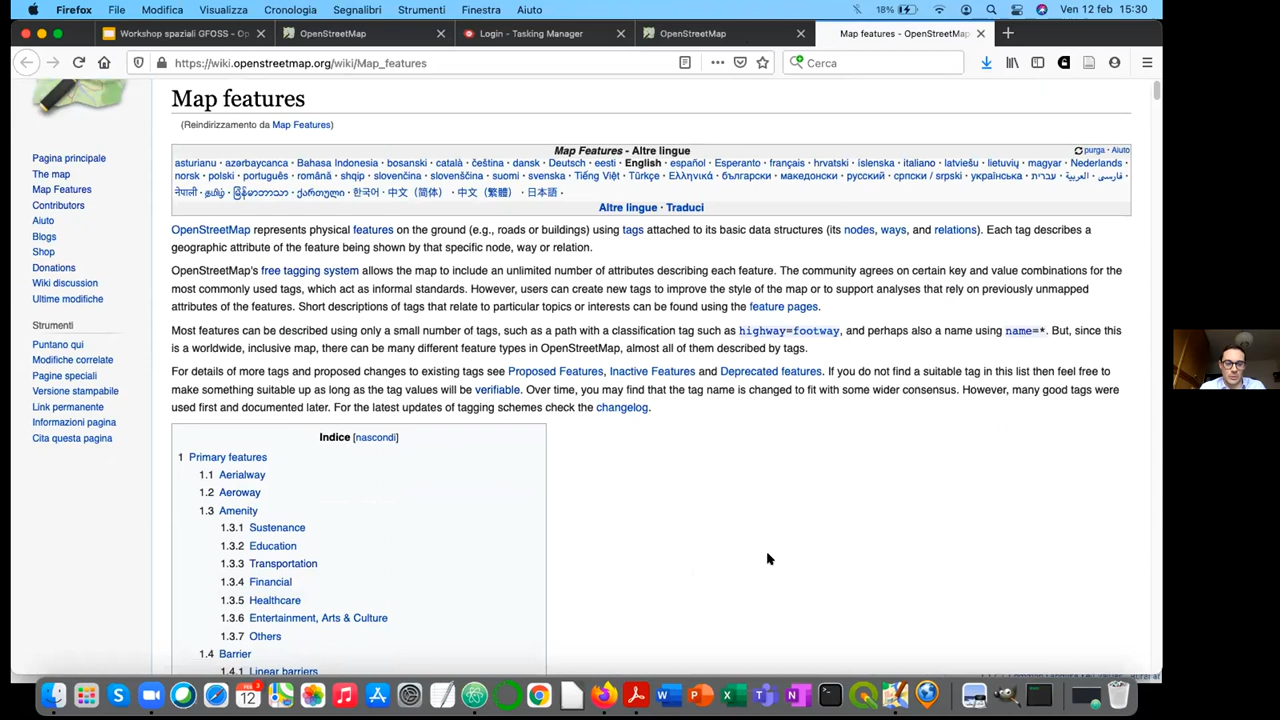 Firefox File Modifica Visualizza Cronologia Segnalibri Strumenti Finestra Aiuto 18% Ven 12 feb 15:30
Workshop spaziali GFOSS - Op OpenStreetMap Login - Tasking Manager OpenStreetMap Map features - OpenStreetMap
https://wiki.openstreetmap.org/wiki/Map_features Cerca
Map features
(Reindirizzamento da Map Features)
Map Features - Altre lingue purga · Aiuto
asturianu · azərbaycanca · Bahasa Indonesia · bosanski · català · čeština · dansk · Deutsch · eesti · English · español · Esperanto · français · hrvatski · íslenska · italiano · latviešu · lietuvių · magyar · Nederlands ·
norsk · polski · português · română · shqip · slovenčina · slovenščina · suomi · svenska · Tiếng Việt · Türkçe · Ελληνικά · български · македонски · русский · српски / srpski · українська · עברית · العربية · فارسی ·
नेपाली · தமிழ் · မြန်မာဘာသာ · ქართული · 한국어 · 中文（简体） · 中文（繁體） · 日本語 ·
Altre lingue · Traduci
OpenStreetMap represents physical features on the ground (e.g., roads or buildings) using tags attached to its basic data structures (its nodes, ways, and relations). Each tag describes a
geographic attribute of the feature being shown by that specific node, way or relation.
OpenStreetMap's free tagging system allows the map to include an unlimited number of attributes describing each feature. The community agrees on certain key and value combinations for the
most commonly used tags, which act as informal standards. However, users can create new tags to improve the style of the map or to support analyses that rely on previously unmapped
attributes of the features. Short descriptions of tags that relate to particular topics or interests can be found using the feature pages.
Most features can be described using only a small number of tags, such as a path with a classification tag such as highway=footway, and perhaps also a name using name=*. But, since this
is a worldwide, inclusive map, there can be many different feature types in OpenStreetMap, almost all of them described by tags.
For details of more tags and proposed changes to existing tags see Proposed Features, Inactive Features and Deprecated features. If you do not find a suitable tag in this list then feel free to
make something suitable up as long as the tag values will be verifiable. Over time, you may find that the tag name is changed to fit with some wider consensus. However, many good tags were
used first and documented later. For the latest updates of tagging schemes check the changelog.
Indice [nascondi]
1 Primary features
1.1 Aerialway
1.2 Aeroway
1.3 Amenity
1.3.1 Sustenance
1.3.2 Education
1.3.3 Transportation
1.3.4 Financial
1.3.5 Healthcare
1.3.6 Entertainment, Arts & Culture
1.3.7 Others
1.4 Barrier
1.4.1 Linear barriers
Pagina principale
The map
Map Features
Contributors
Aiuto
Blogs
Shop
Donations
Wiki discussion
Ultime modifiche
Strumenti
Puntano qui
Modifiche correlate
Pagine speciali
Versione stampabile
Link permanente
Informazioni pagina
Cita questa pagina